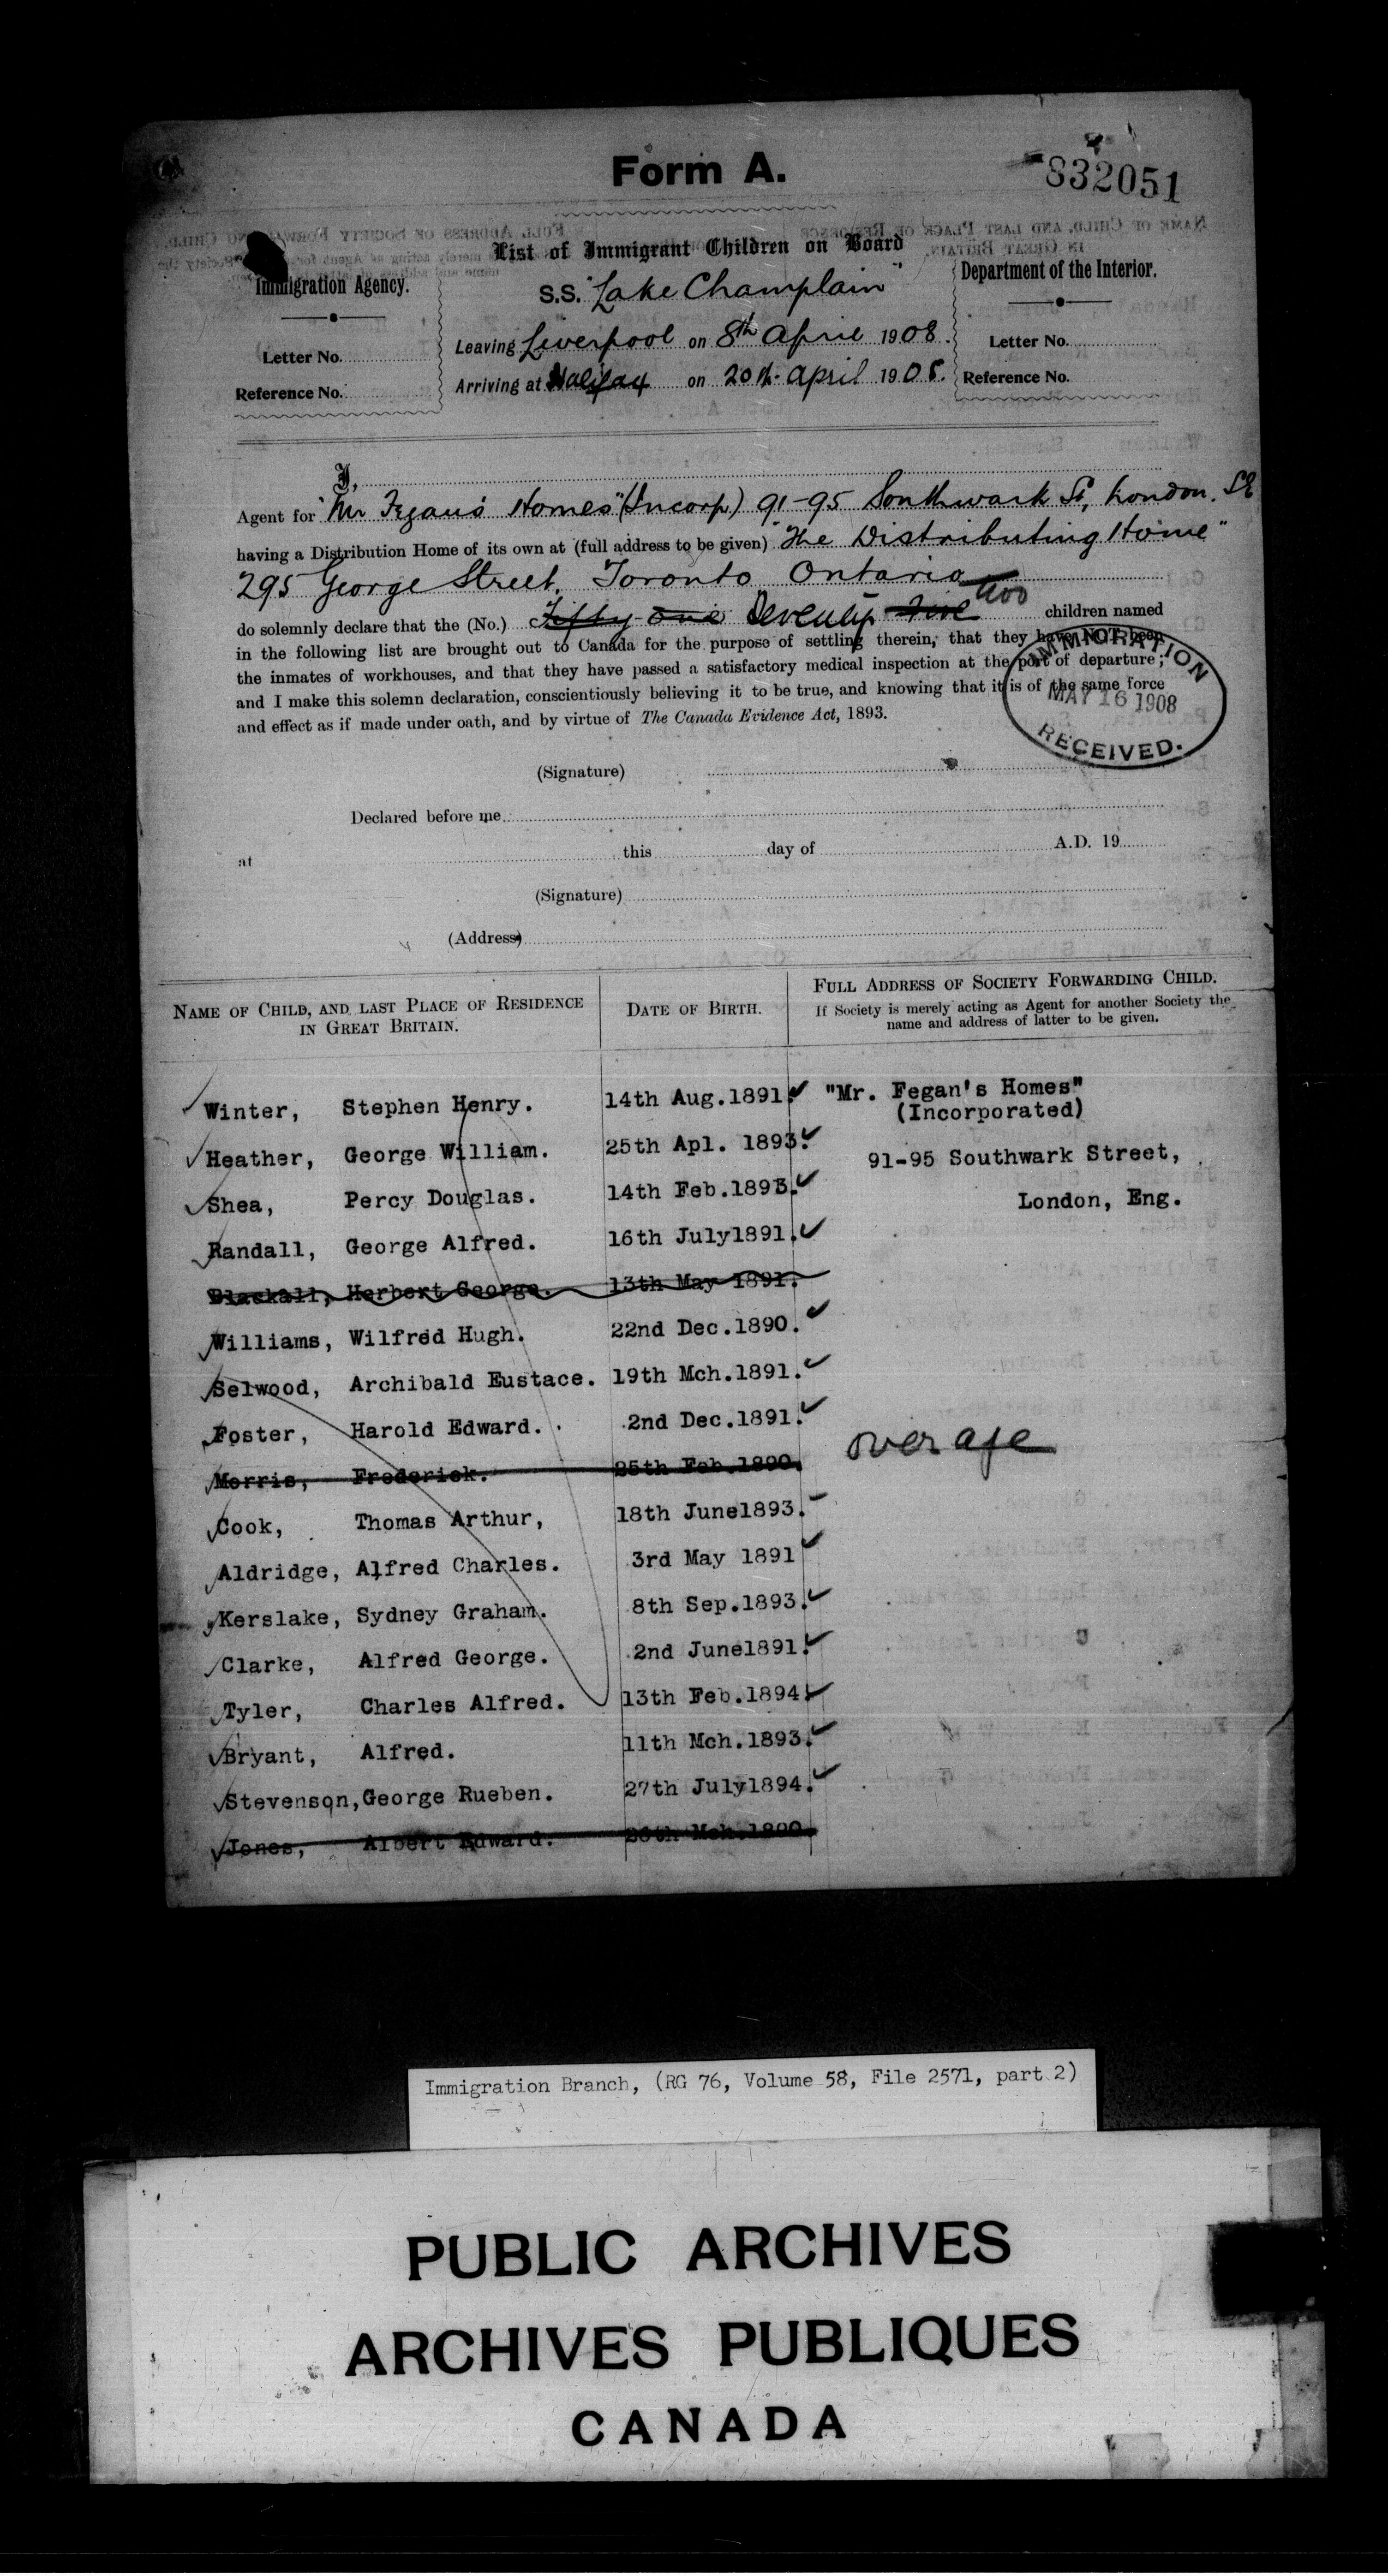 Form A.
832051
List of Immigrant Children on Board
Immigration Agency.
S.S. "Lake Champlain"
Department of the Interior.
Letter No.
Leaving Liverpool on 8th April 1908.
Letter No.
Reference No.
Arriving at Halifax on 20th April 1908.
Reference No.
I,
Agent for "Mr Fegans Homes" (Incorp) 91-95 Southwark St, London. SE
having a Distribution Home of its own at (full address to be given) "The Distributing Home"
295 George Street, Toronto Ontario
two
do solemnly declare that the (No.) Fifty one Seventy five children named
in the following list are brought out to Canada for the purpose of settling therein, that they have NOT been
the inmates of workhouses, and that they have passed a satisfactory medical inspection at the port of departure;
and I make this solemn declaration, conscientiously believing it to be true, and knowing that it is of the same force
and effect as if made under oath, and by virtue of The Canada Evidence Act, 1893.
IMMIGRATION
MAY 16 1908
RECEIVED.
(Signature)
Declared before me
at this day of A.D. 19
(Signature)
(Address)
NAME OF CHILD, AND LAST PLACE OF RESIDENCE
IN GREAT BRITAIN.
DATE OF BIRTH.
FULL ADDRESS OF SOCIETY FORWARDING CHILD.
If Society is merely acting as Agent for another Society the
name and address of latter to be given.
Winter, Stephen Henry. 14th Aug.1891. "Mr. Fegan's Homes"
(Incorporated)
Heather, George William. 25th Apl. 1893. 91-95 Southwark Street,
Shea, Percy Douglas. 14th Feb.1893. London, Eng.
Randall, George Alfred. 16th July1891.
Blackall, Herbert George. 13th May 1891.
Williams, Wilfred Hugh. 22nd Dec.1890.
Selwood, Archibald Eustace. 19th Mch.1891.
Foster, Harold Edward. 2nd Dec.1891.
Morris, Frederick. 25th Feb.1890. over age
Cook, Thomas Arthur, 18th June1893.
Aldridge, Alfred Charles. 3rd May 1891
Kerslake, Sydney Graham. 8th Sep.1893.
Clarke, Alfred George. 2nd June1891.
Tyler, Charles Alfred. 13th Feb.1894.
Bryant, Alfred. 11th Mch.1893.
Stevenson, George Rueben. 27th July1894.
Jones, Albert Edward. 26th Mch.1890.
Immigration Branch, (RG 76, Volume 58, File 2571, part 2)
PUBLIC ARCHIVES
ARCHIVES PUBLIQUES
CANADA